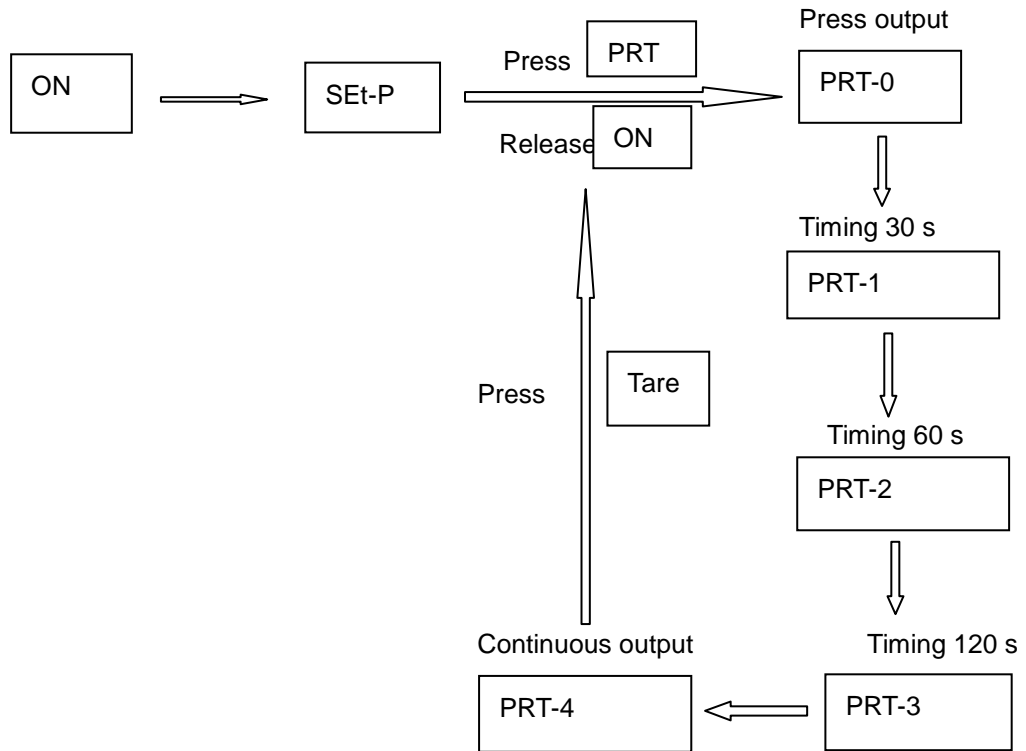 Press output
ON
SEt-P
Press PRT
Release ON
PRT-0
Timing 30 s
PRT-1
Press Tare
Timing 60 s
PRT-2
Continuous output
Timing 120 s
PRT-4
PRT-3